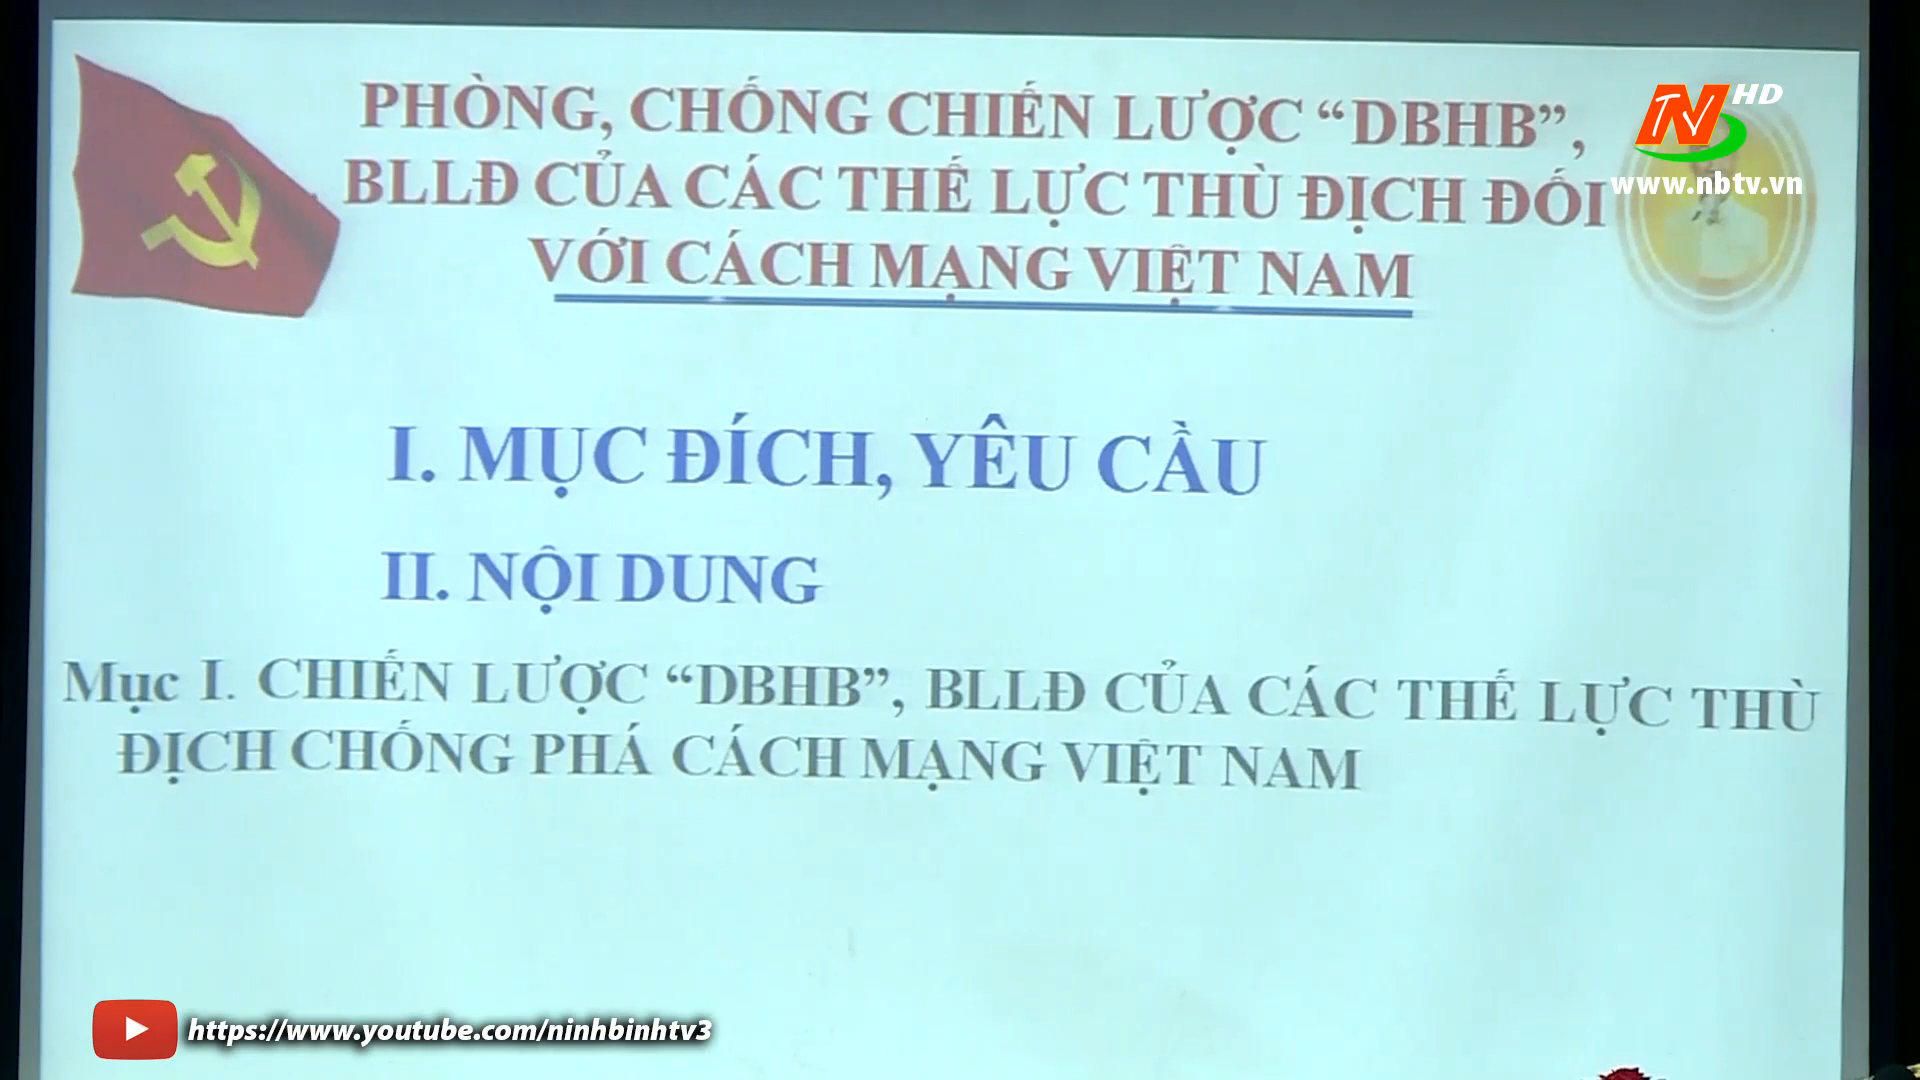 PHÒNG, CHỐNG CHIẾN LƯỢC “DBHB”,
BLLĐ CỦA CÁC THẾ LỰC THÙ ĐỊCH ĐỐI
VỚI CÁCH MẠNG VIỆT NAM
NTV HD
www.nbtv.vn
I. MỤC ĐÍCH, YÊU CẦU
II. NỘI DUNG
Mục I. CHIẾN LƯỢC “DBHB”, BLLĐ CỦA CÁC THẾ LỰC THÙ
ĐỊCH CHỐNG PHÁ CÁCH MẠNG VIỆT NAM
https://www.youtube.com/ninhbinhtv3